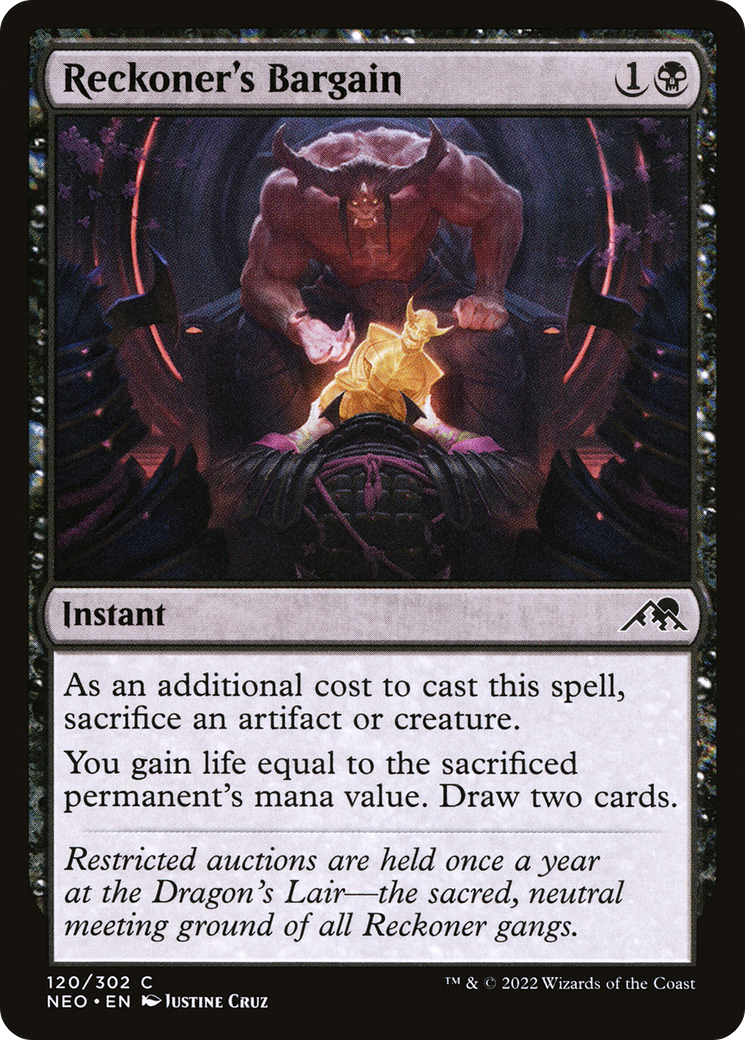 Reckoner's Bargain 1
Instant
As an additional cost to cast this spell,
sacrifice an artifact or creature.
You gain life equal to the sacrificed
permanent's mana value. Draw two cards.
Restricted auctions are held once a year
at the Dragon's Lair—the sacred, neutral
meeting ground of all Reckoner gangs.
120/302 C
NEO • EN Justine Cruz
™ & © 2022 Wizards of the Coast